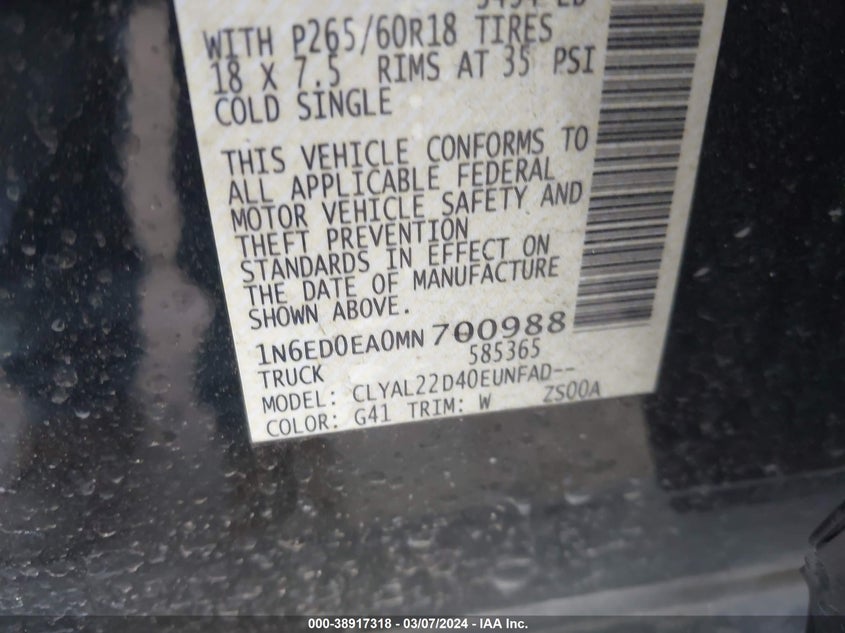 WITH P265/60R18 TIRES
18 X 7.5 RIMS AT 35 PSI
COLD SINGLE
THIS VEHICLE CONFORMS TO
ALL APPLICABLE FEDERAL
MOTOR VEHICLE SAFETY AND
THEFT PREVENTION
STANDARDS IN EFFECT ON
THE DATE OF MANUFACTURE
SHOWN ABOVE.
1N6ED0EA0MN700988
585365
TRUCK
MODEL: CLYAL22D40EUNFAD--
COLOR: G41 TRIM: W ZS00A
000-38917318 | 03/07/2024 | IAA Inc.